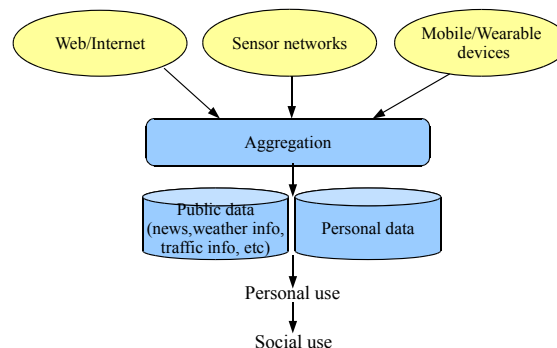 Web/Internet
Sensor networks
Mobile/Wearable
devices
Aggregation
Public data
(news,weather info,
traffic info, etc)
Personal data
Personal use
Social use